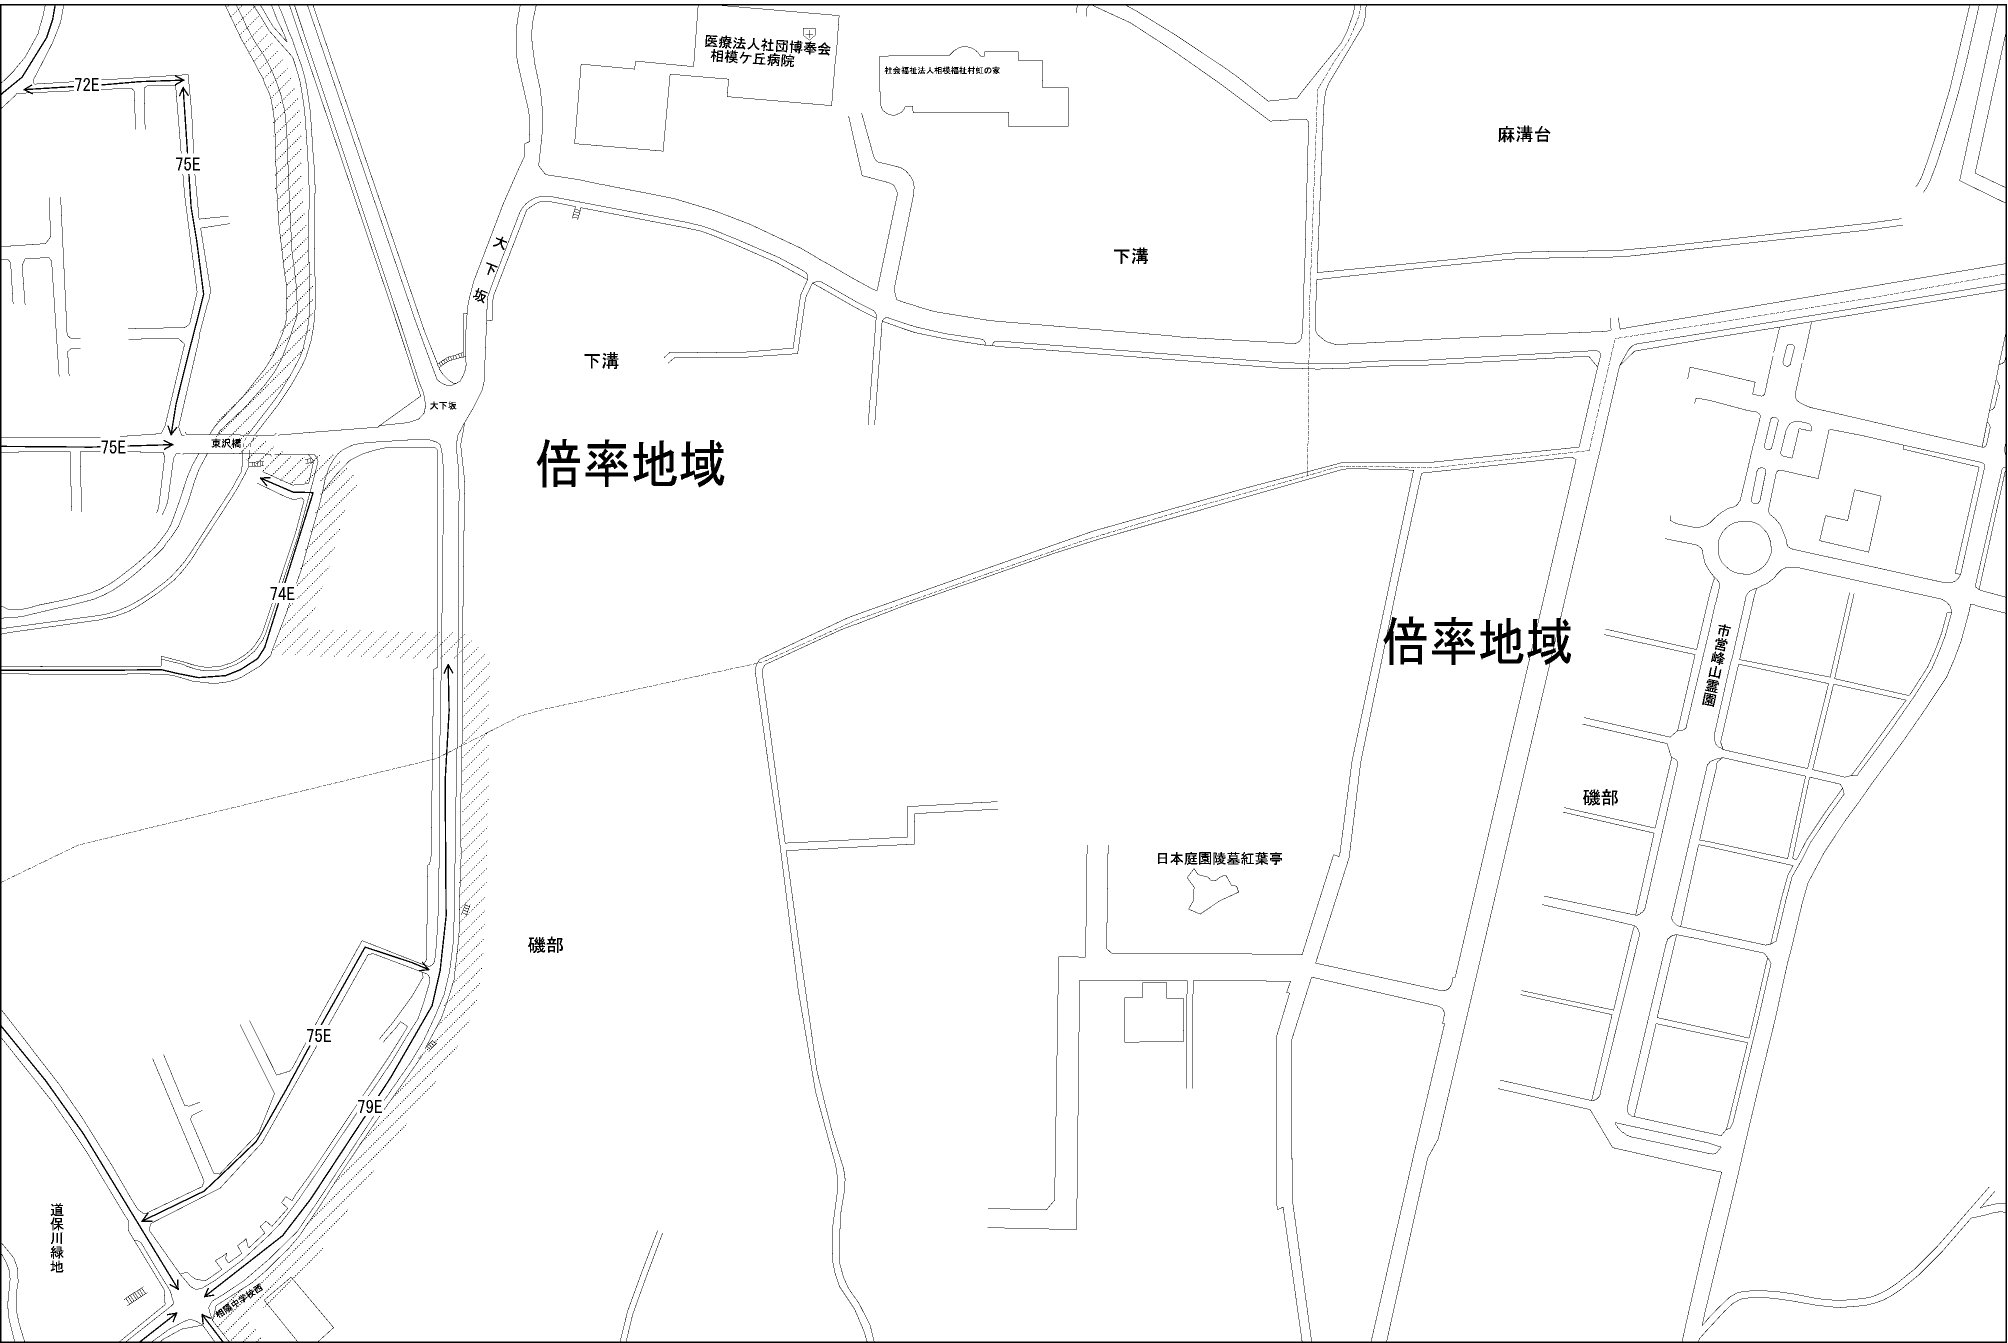 医療法人社団博奉会
相模ケ丘病院
社会福祉法人相模福祉村虹の家
72E
麻溝台
75E
大下坂
下溝
下溝
大下坂
東沢橋
75E
倍率地域
74E
倍率地域
市営峰山霊園
磯部
日本庭園陵墓紅葉亭
磯部
75E
79E
道保川緑地
相陽中学校西